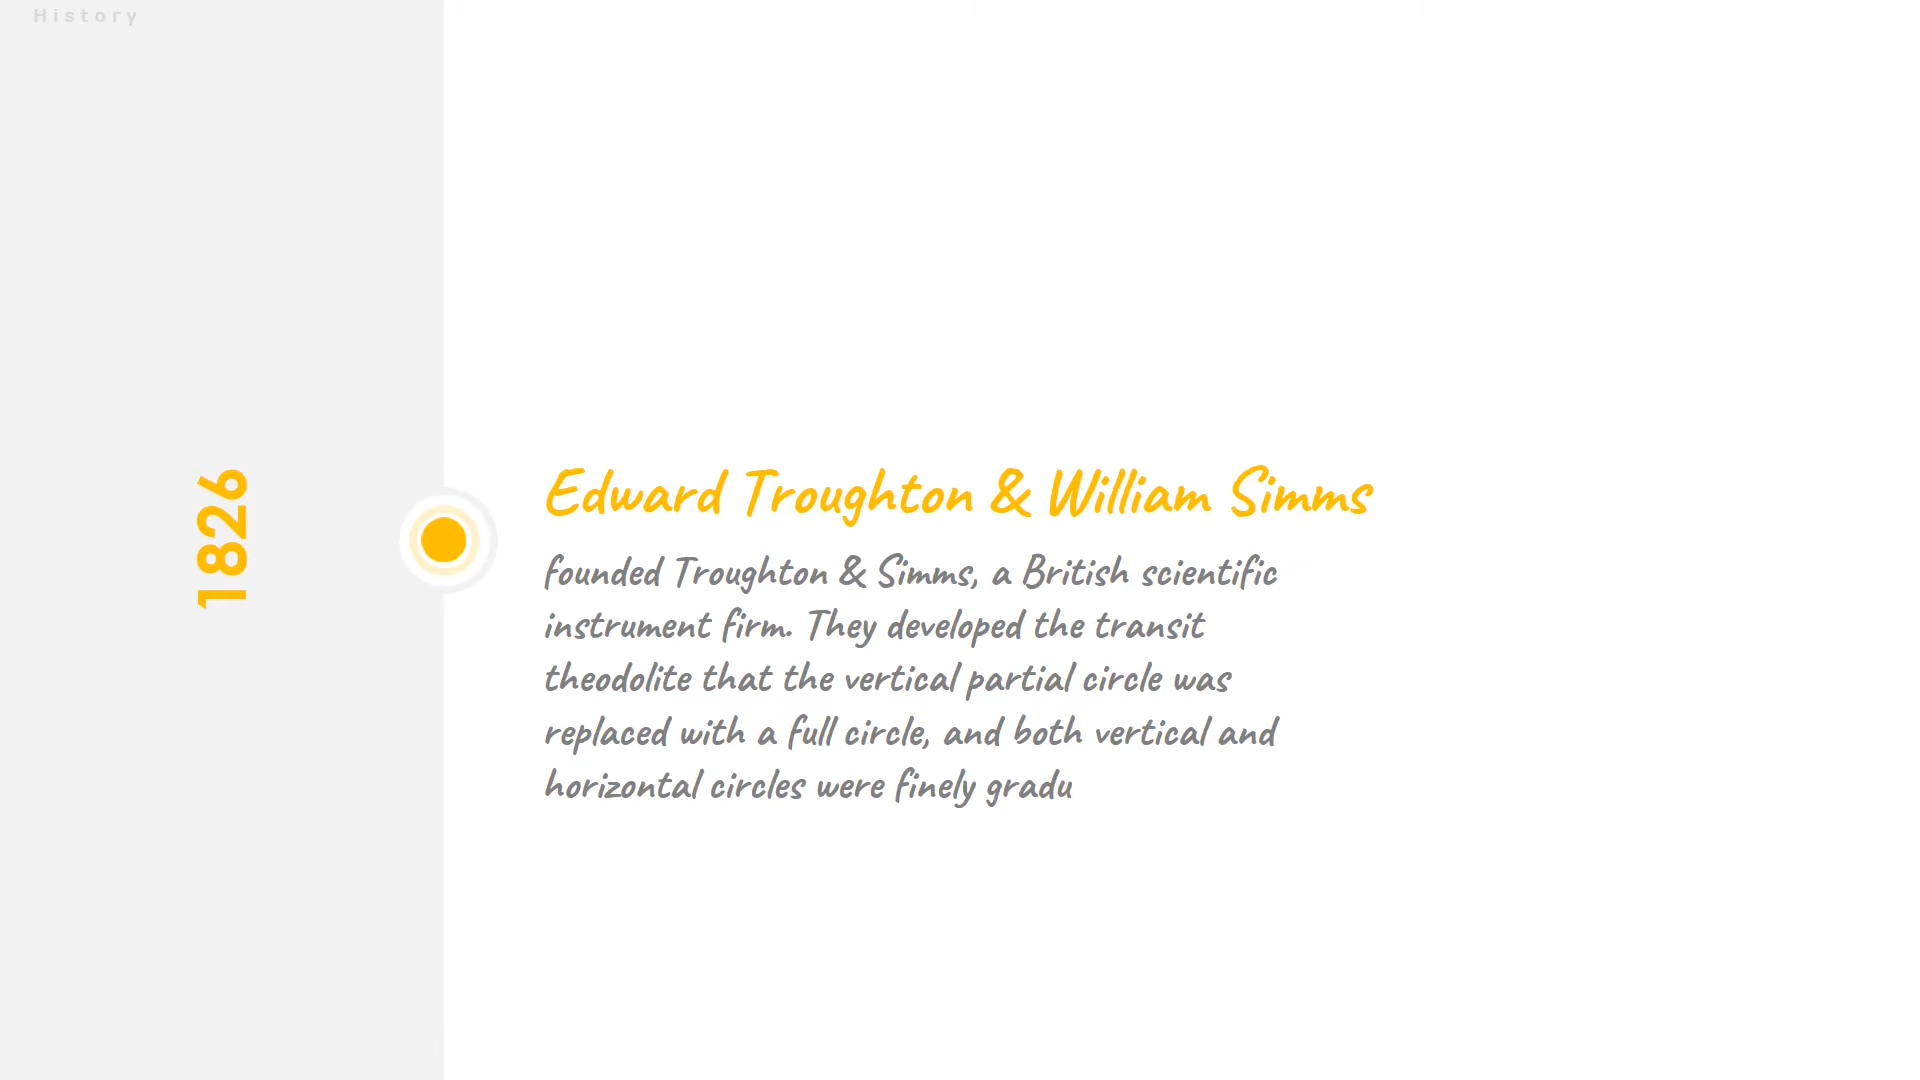 History
1826
Edward Troughton & William Simms
founded Troughton & Simms, a British scientific
instrument firm. They developed the transit
theodolite that the vertical partial circle was
replaced with a full circle, and both vertical and
horizontal circles were finely gradu